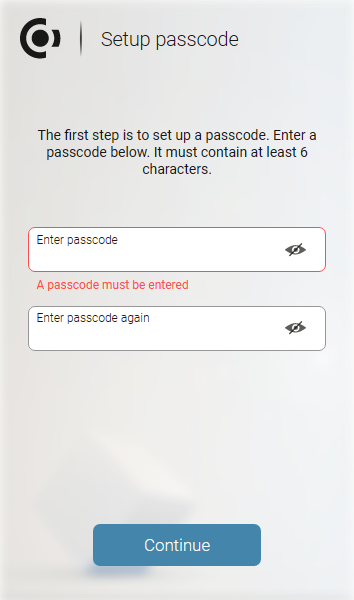 Setup passcode
The first step is to set up a passcode. Enter a
passcode below. It must contain at least 6
characters.
Enter passcode
A passcode must be entered
Enter passcode again
Continue